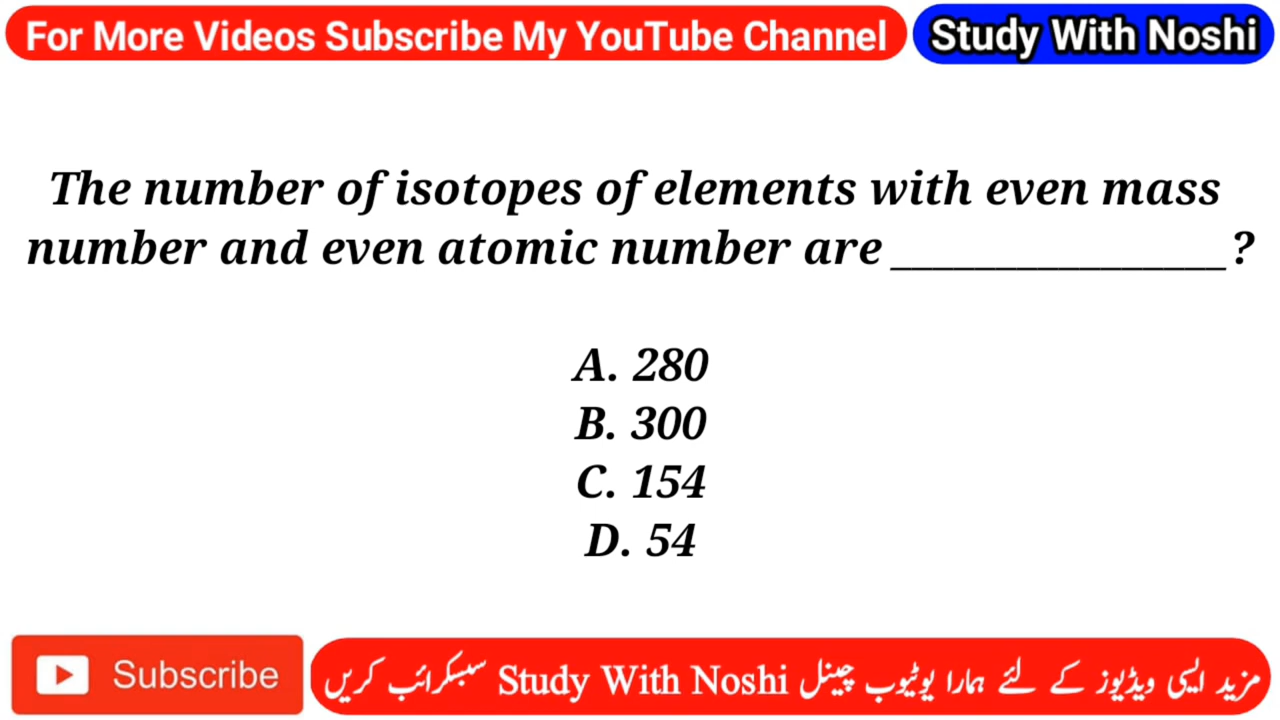 For More Videos Subscribe My YouTube Channel Study With Noshi
The number of isotopes of elements with even mass
number and even atomic number are ________________?
A. 280
B. 300
C. 154
D. 54
Subscribe
مزید ایسی ویڈیوز کے لئے ہمارا یوٹیوب چینل Study With Noshi سبسکرائب کریں